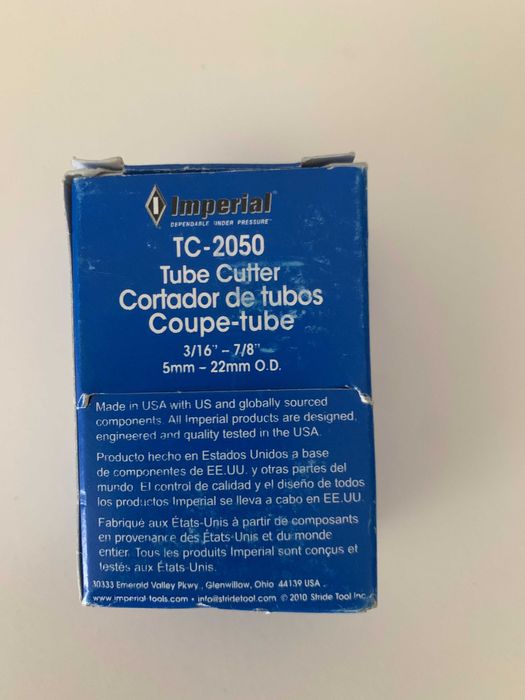 Imperial
DEPENDABLE UNDER PRESSURE™
TC-2050
Tube Cutter
Cortador de tubos
Coupe-tube
3/16" – 7/8"
5mm – 22mm O.D.
Made in USA with US and globally sourced
components. All Imperial products are designed,
engineered and quality tested in the USA.
Producto hecho en Estados Unidos a base
de componentes de EE.UU. y otras partes del
mundo. El control de calidad y el diseño de todos
los productos Imperial se lleva a cabo en EE.UU.
Fabriqué aux États-Unis à partir de composants
en provenance des États-Unis et du monde
entier. Tous les produits Imperial sont conçus et
testés aux États-Unis.
30333 Emerald Valley Pkwy., Glenwillow, Ohio 44139 USA
www.imperial-tools.com • info@stridetool.com © 2010 Stride Tool Inc.